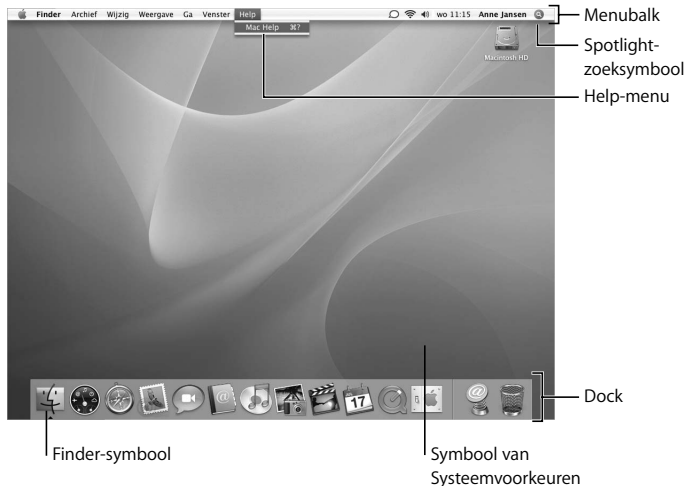 Finder Archief Wijzig Weergave Ga Venster Help wo 11:15 Anne Jansen
Menubalk
Mac Help ⌘?
Spotlight-
zoeksymbool
Macintosh HD
Help-menu
17
Dock
Finder-symbool
Symbool van
Systeemvoorkeuren